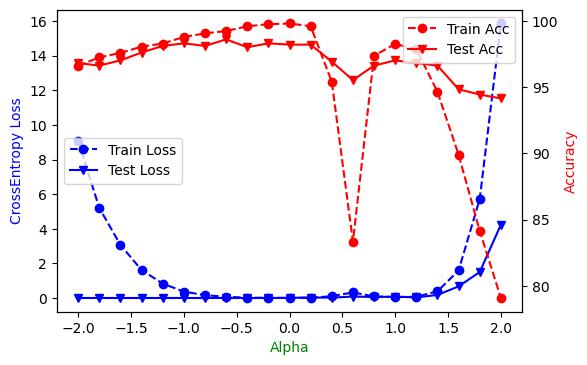 16
14
12
10
8
6
4
2
0
CrossEntropy Loss
Train Acc
Test Acc
Train Loss
Test Loss
100
95
90
85
80
Accuracy
−2.0 −1.5 −1.0 −0.5 0.0 0.5 1.0 1.5 2.0
Alpha